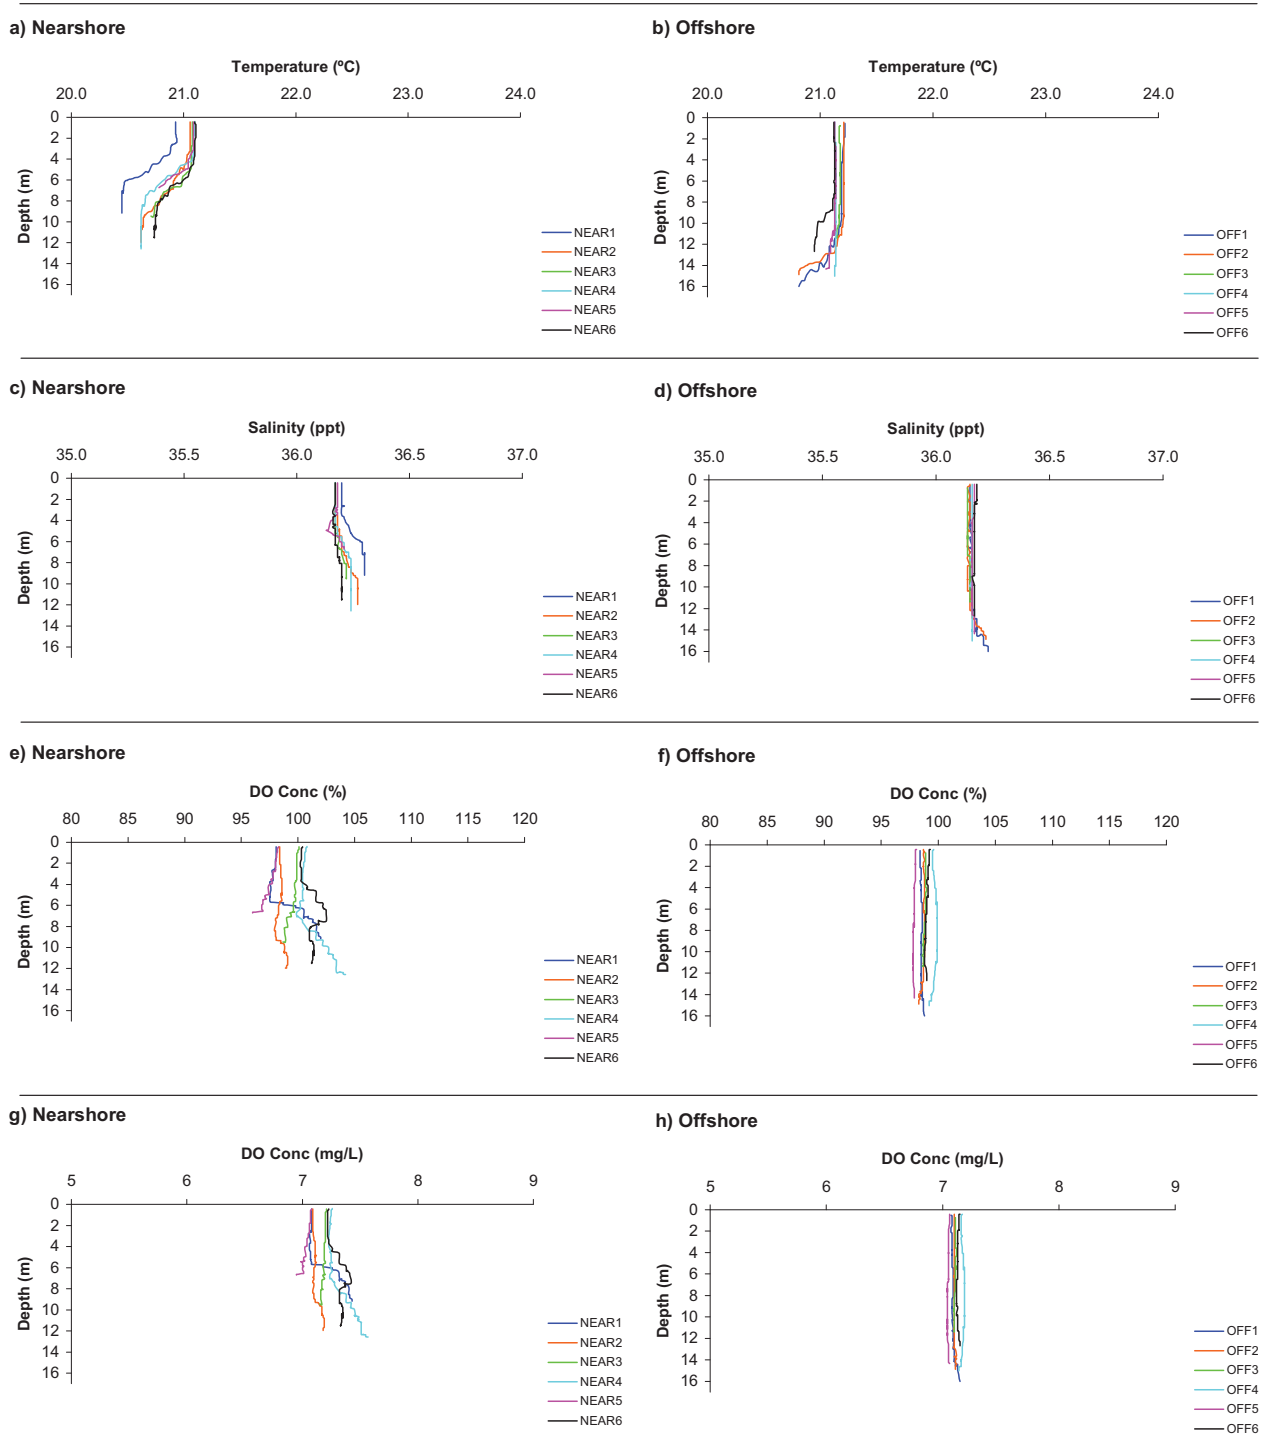 a) Nearshore
Temperature (ºC)
20.0 21.0 22.0 23.0 24.0
0
2
4
6
8
10
12
14
16
Depth (m)
NEAR1
NEAR2
NEAR3
NEAR4
NEAR5
NEAR6
b) Offshore
Temperature (ºC)
20.0 21.0 22.0 23.0 24.0
0
2
4
6
8
10
12
14
16
Depth (m)
OFF1
OFF2
OFF3
OFF4
OFF5
OFF6
c) Nearshore
Salinity (ppt)
35.0 35.5 36.0 36.5 37.0
0
2
4
6
8
10
12
14
16
Depth (m)
NEAR1
NEAR2
NEAR3
NEAR4
NEAR5
NEAR6
d) Offshore
Salinity (ppt)
35.0 35.5 36.0 36.5 37.0
0
2
4
6
8
10
12
14
16
Depth (m)
OFF1
OFF2
OFF3
OFF4
OFF5
OFF6
e) Nearshore
DO Conc (%)
80 85 90 95 100 105 110 115 120
0
2
4
6
8
10
12
14
16
Depth (m)
NEAR1
NEAR2
NEAR3
NEAR4
NEAR5
NEAR6
f) Offshore
DO Conc (%)
80 85 90 95 100 105 110 115 120
0
2
4
6
8
10
12
14
16
Depth (m)
OFF1
OFF2
OFF3
OFF4
OFF5
OFF6
g) Nearshore
DO Conc (mg/L)
5 6 7 8 9
0
2
4
6
8
10
12
14
16
Depth (m)
NEAR1
NEAR2
NEAR3
NEAR4
NEAR5
NEAR6
h) Offshore
DO Conc (mg/L)
5 6 7 8 9
0
2
4
6
8
10
12
14
16
Depth (m)
OFF1
OFF2
OFF3
OFF4
OFF5
OFF6